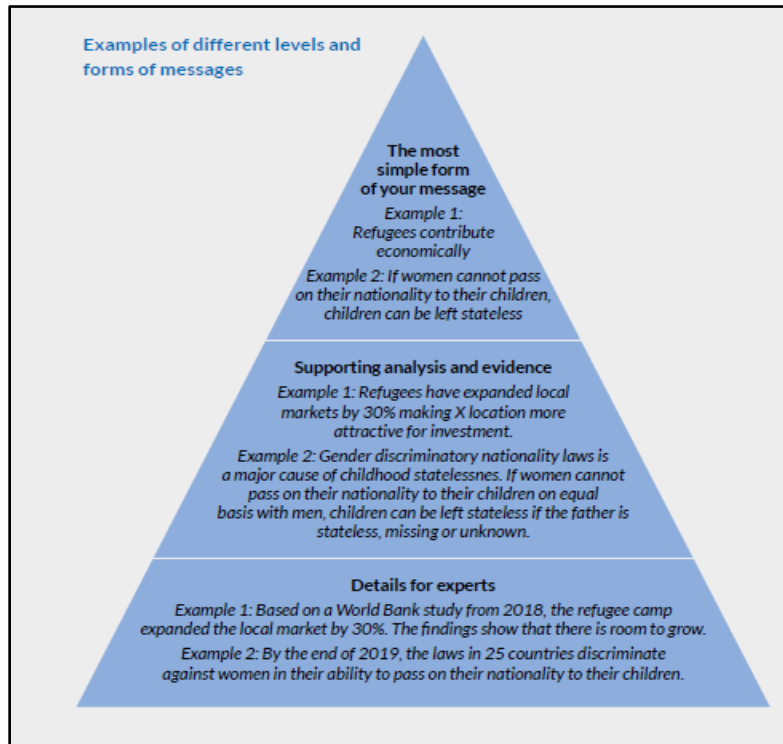 Examples of different levels and
forms of messages
The most
simple form
of your message
Example 1:
Refugees contribute
economically
Example 2: If women cannot pass
on their nationality to their children,
children can be left stateless
Supporting analysis and evidence
Example 1: Refugees have expanded local
markets by 30% making X location more
attractive for investment.
Example 2: Gender discriminatory nationality laws is
a major cause of childhood statelessnes. If women cannot
pass on their nationality to their children on equal
basis with men, children can be left stateless if the father is
stateless, missing or unknown.
Details for experts
Example 1: Based on a World Bank study from 2018, the refugee camp
expanded the local market by 30%. The findings show that there is room to grow.
Example 2: By the end of 2019, the laws in 25 countries discriminate
against women in their ability to pass on their nationality to their children.